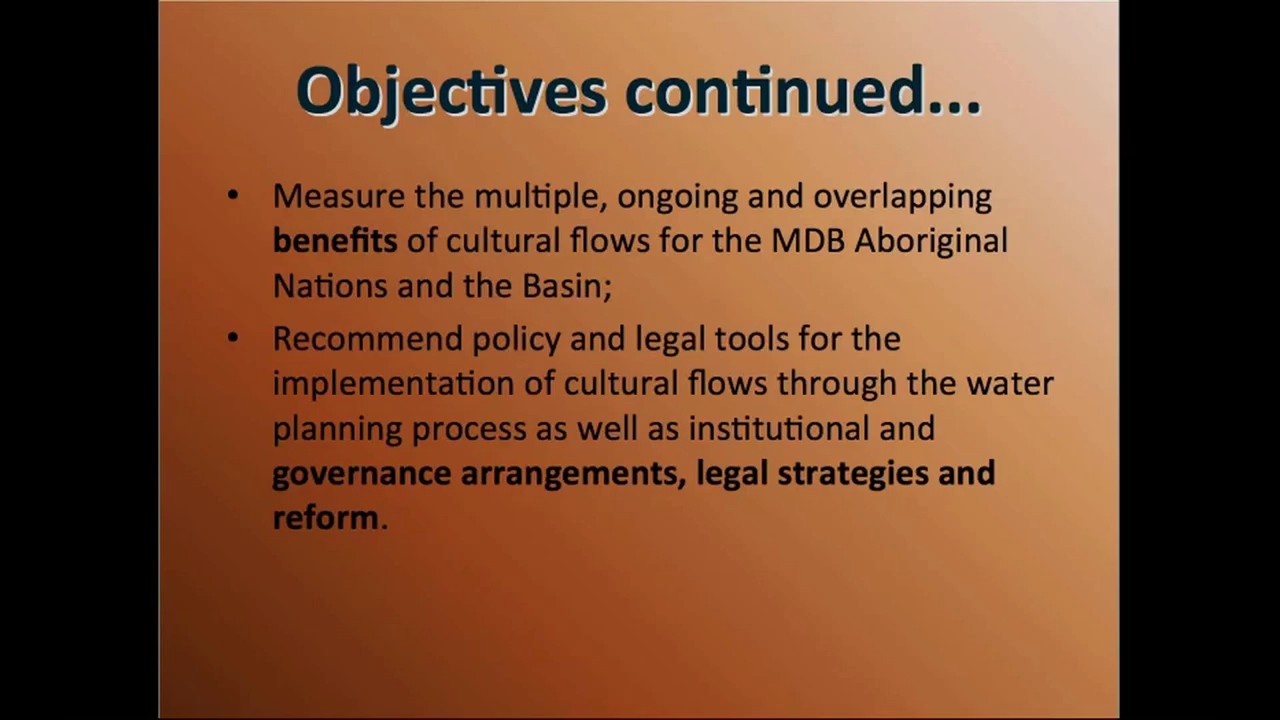 Objectives continued...
• Measure the multiple, ongoing and overlapping
benefits of cultural flows for the MDB Aboriginal
Nations and the Basin;
• Recommend policy and legal tools for the
implementation of cultural flows through the water
planning process as well as institutional and
governance arrangements, legal strategies and
reform.